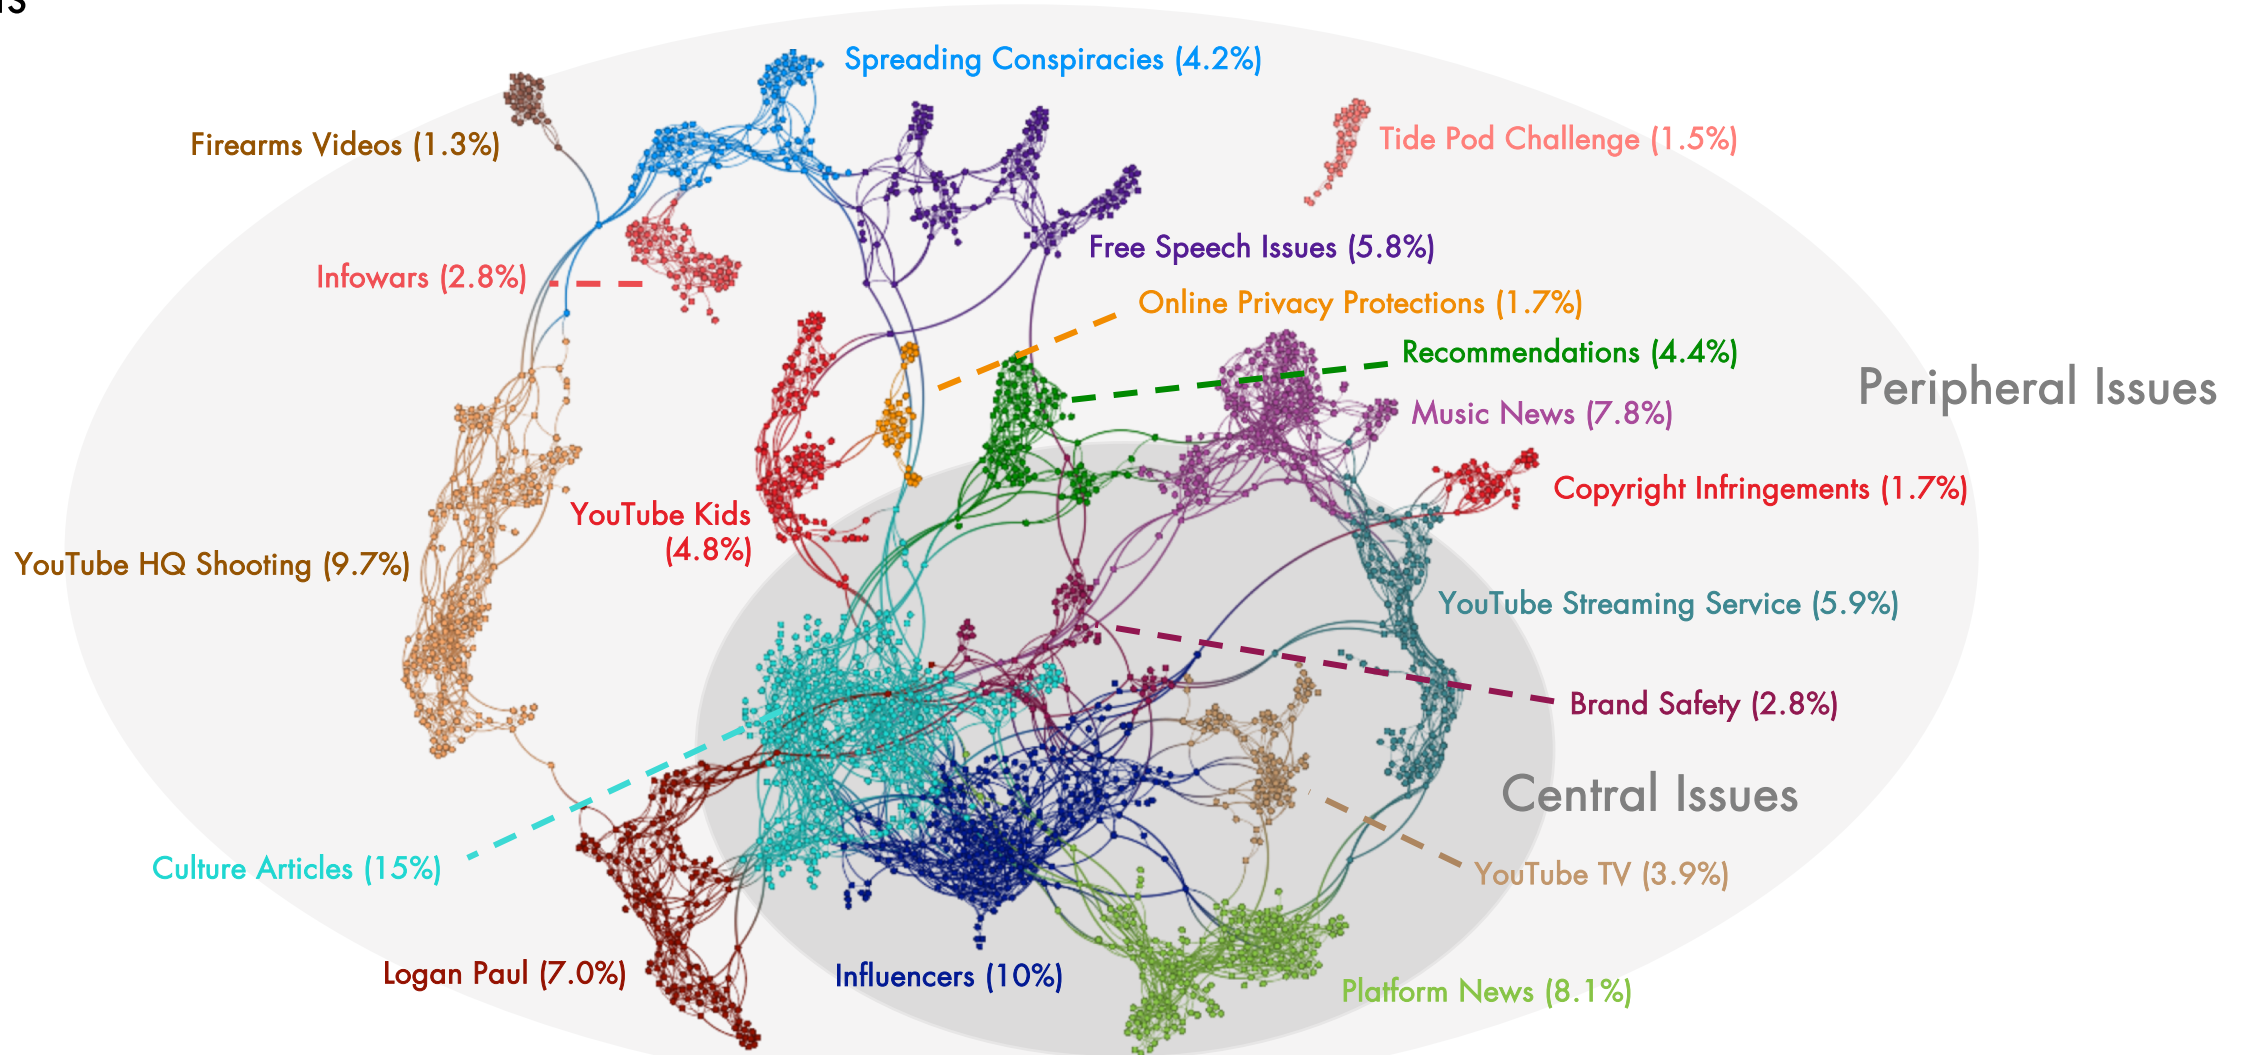 Spreading Conspiracies (4.2%)
Firearms Videos (1.3%)
Tide Pod Challenge (1.5%)
Free Speech Issues (5.8%)
Infowars (2.8%)
Online Privacy Protections (1.7%)
Recommendations (4.4%)
Peripheral Issues
Music News (7.8%)
Copyright Infringements (1.7%)
YouTube Kids
(4.8%)
YouTube HQ Shooting (9.7%)
YouTube Streaming Service (5.9%)
Brand Safety (2.8%)
Central Issues
Culture Articles (15%)
YouTube TV (3.9%)
Logan Paul (7.0%)
Influencers (10%)
Platform News (8.1%)